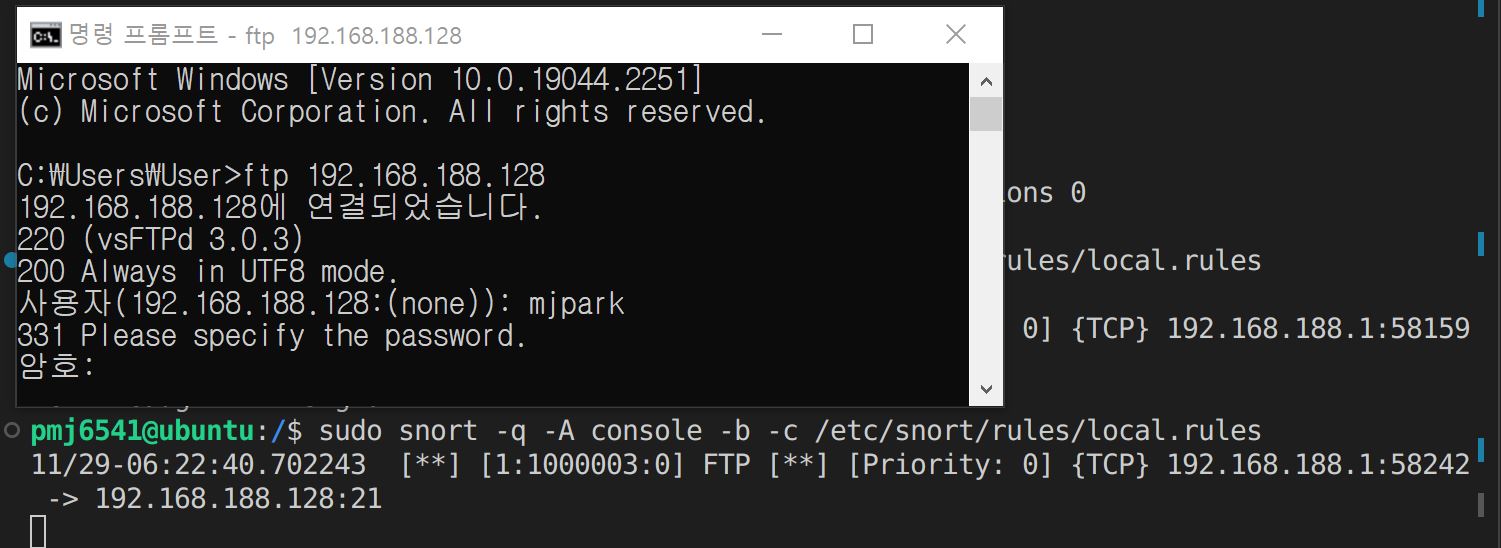 명령 프롬프트 - ftp 192.168.188.128
Microsoft Windows [Version 10.0.19044.2251]
(c) Microsoft Corporation. All rights reserved.
C:₩Users₩User>ftp 192.168.188.128
192.168.188.128에 연결되었습니다.
220 (vsFTPd 3.0.3)
200 Always in UTF8 mode.
사용자(192.168.188.128:(none)): mjpark
331 Please specify the password.
암호:
ions 0
rules/local.rules
0] {TCP} 192.168.188.1:58159
pmj6541@ubuntu:/$ sudo snort -q -A console -b -c /etc/snort/rules/local.rules
11/29-06:22:40.702243 [**] [1:1000003:0] FTP [**] [Priority: 0] {TCP} 192.168.188.1:58242
-> 192.168.188.128:21